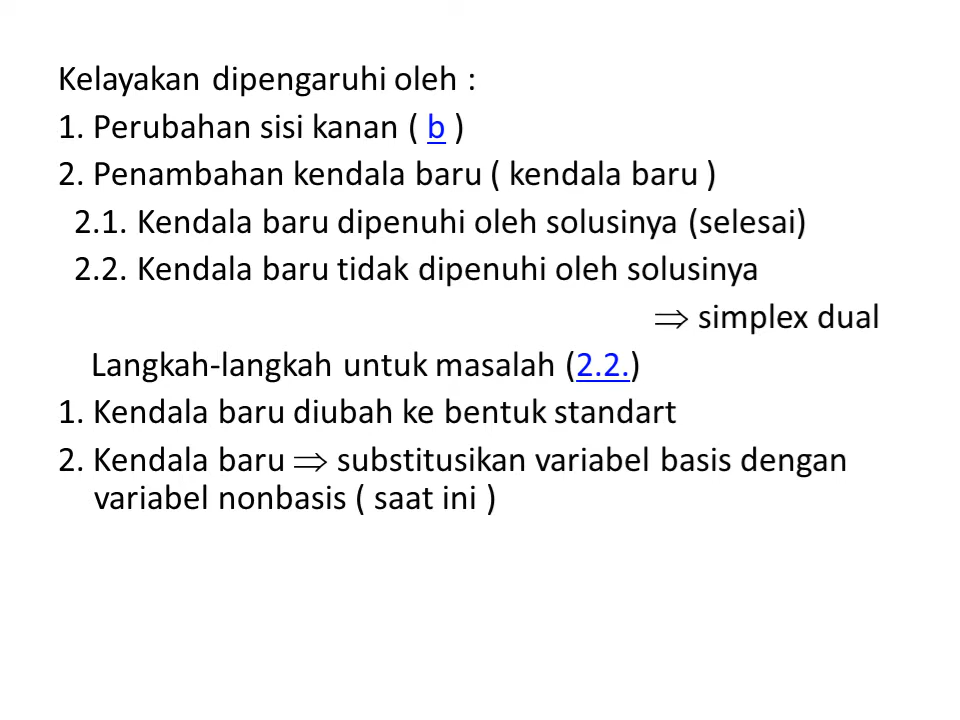 Kelayakan dipengaruhi oleh :
1. Perubahan sisi kanan ( b )
2. Penambahan kendala baru ( kendala baru )
2.1. Kendala baru dipenuhi oleh solusinya (selesai)
2.2. Kendala baru tidak dipenuhi oleh solusinya
⇒ simplex dual
Langkah-langkah untuk masalah (2.2.)
1. Kendala baru diubah ke bentuk standart
2. Kendala baru ⇒ substitusikan variabel basis dengan
variabel nonbasis ( saat ini )